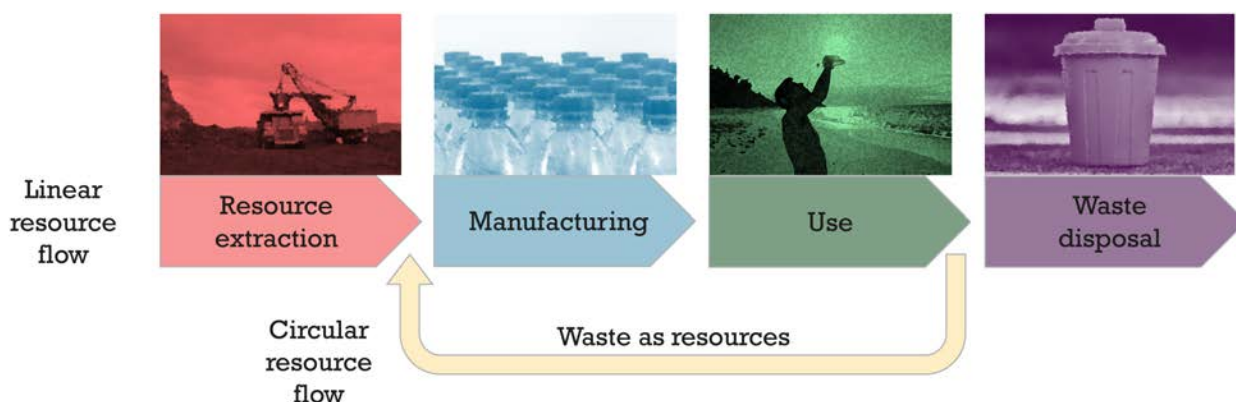 Linear
resource
flow
Resource
extraction
Manufacturing
Use
Waste
disposal
Circular
resource
flow
Waste as resources